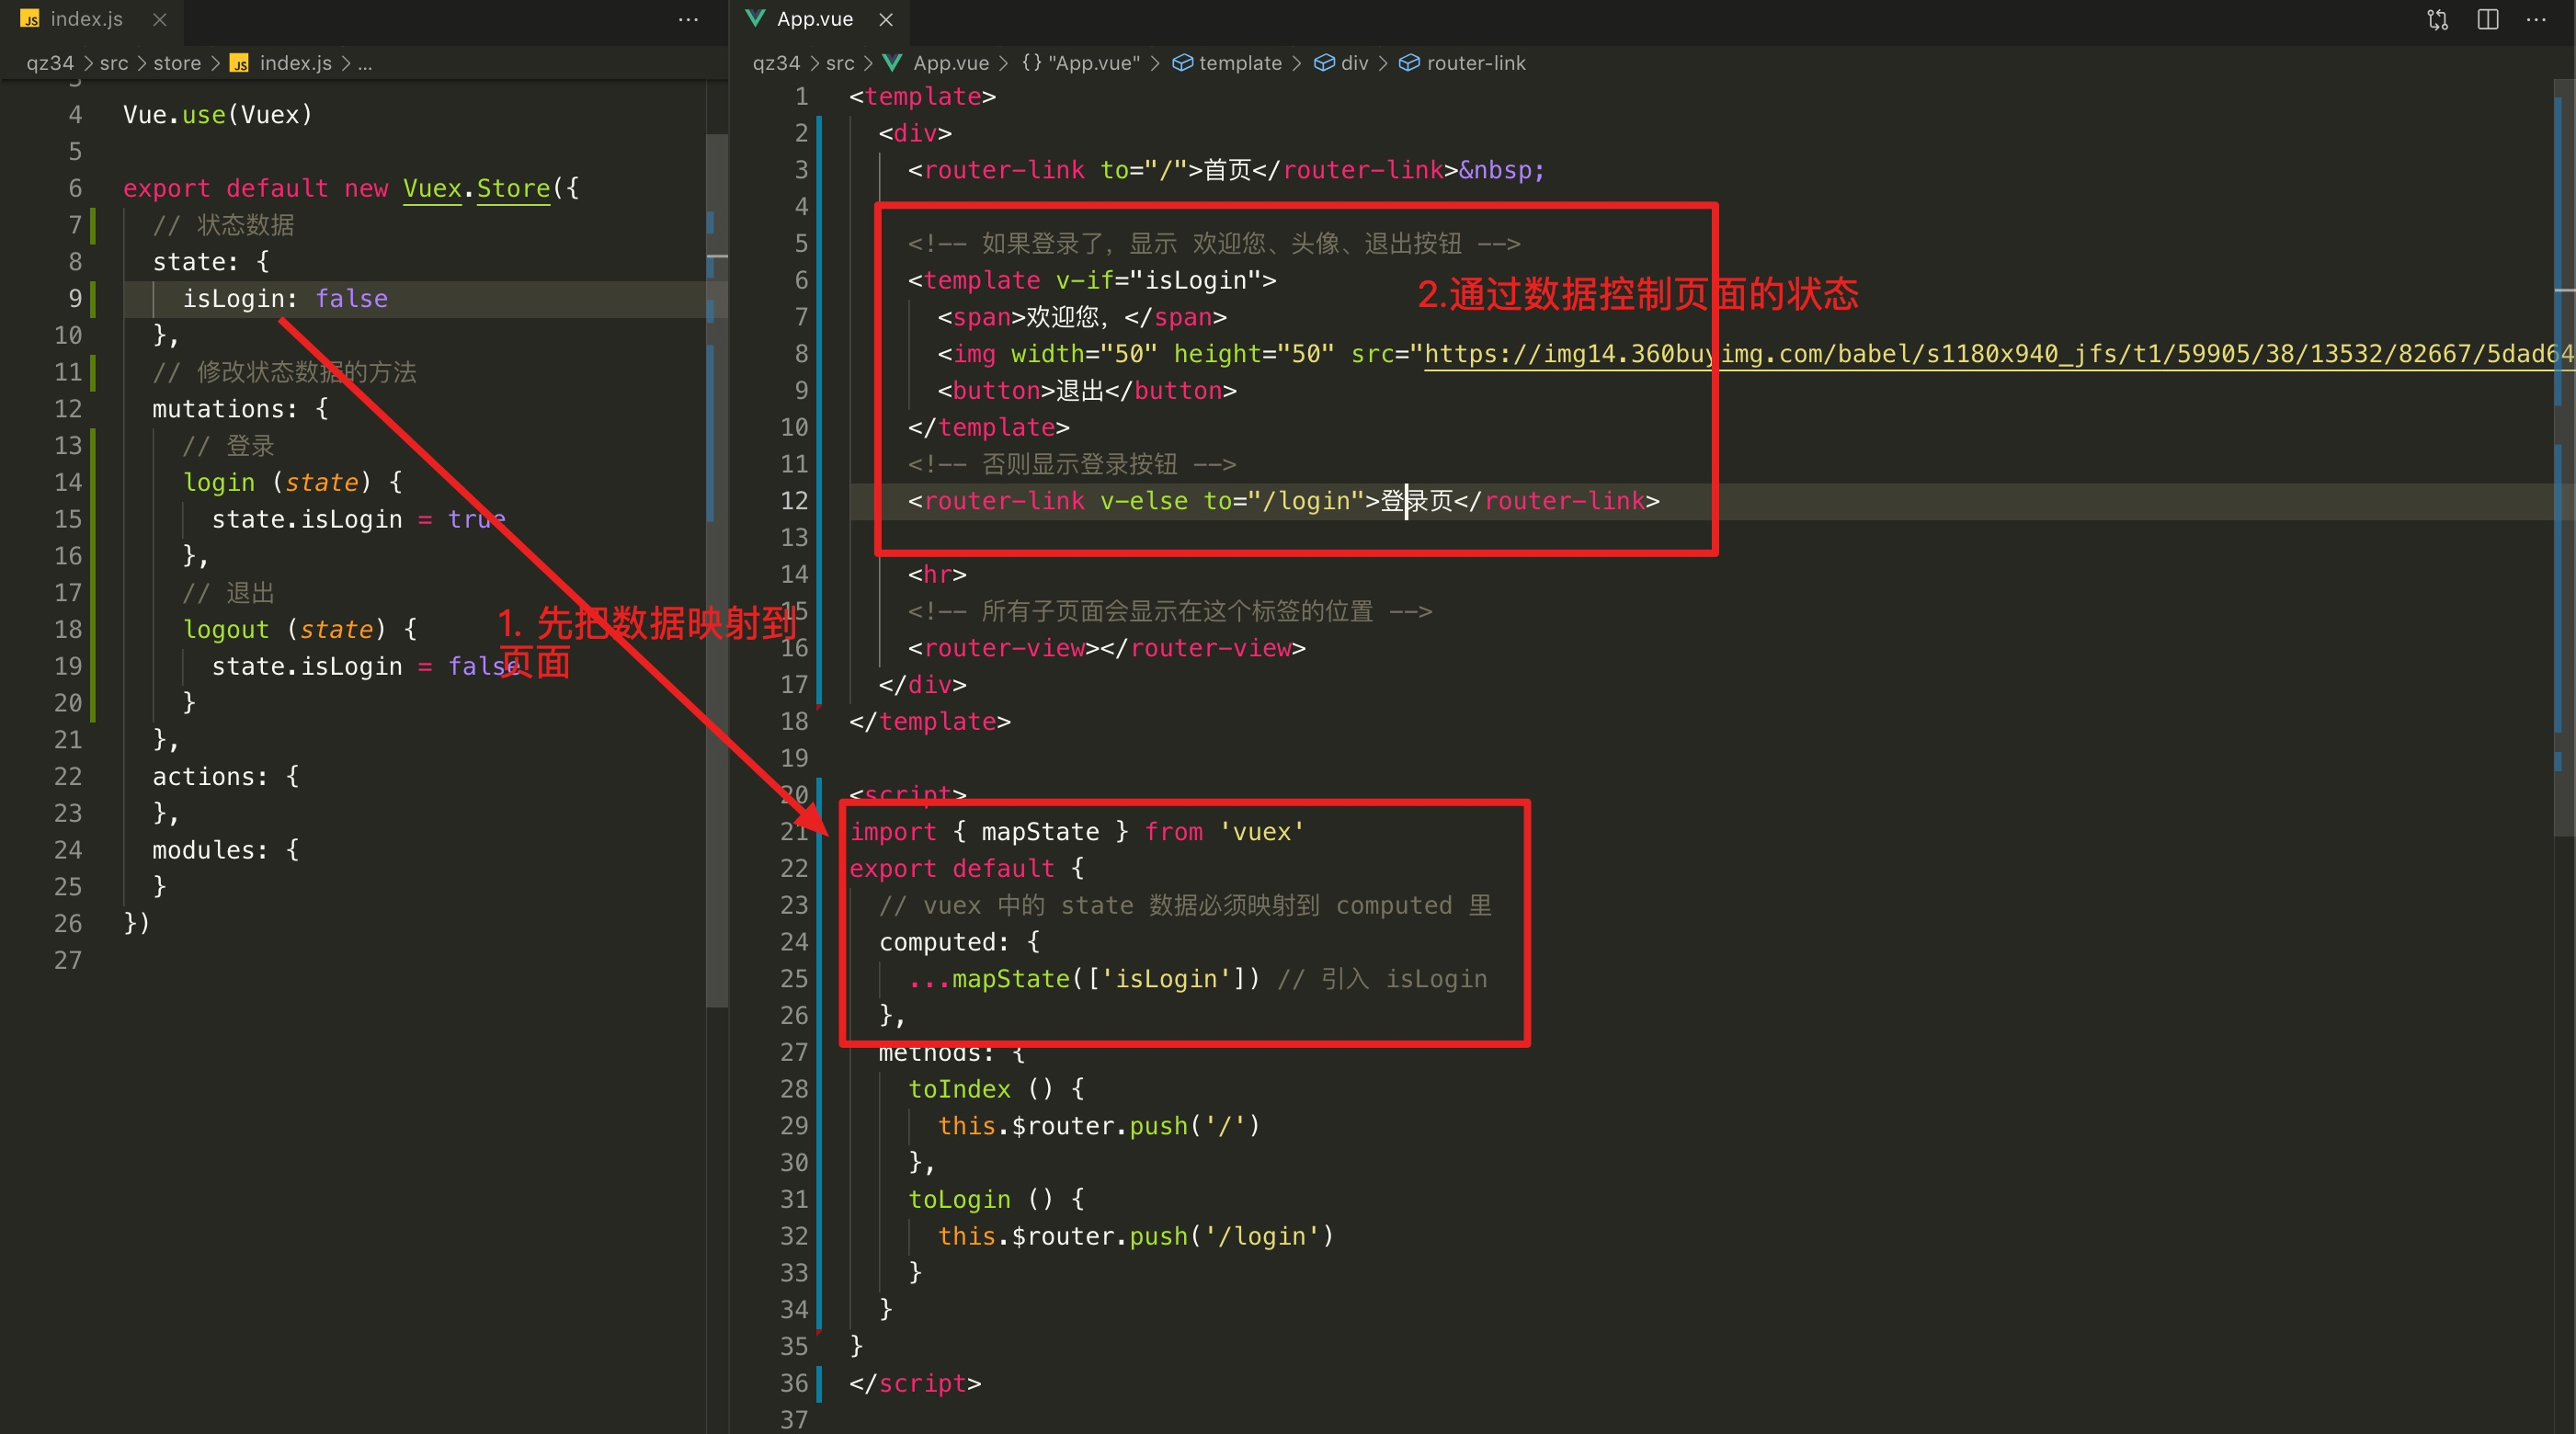 index.js
qz34 > src > store > index.js > ...
3
4 Vue.use(Vuex)
5
6 export default new Vuex.Store({
7 // 状态数据
8 state: {
9 isLogin: false
10 },
11 // 修改状态数据的方法
12 mutations: {
13 // 登录
14 login (state) {
15 state.isLogin = true
16 },
17 // 退出
18 logout (state) {
19 state.isLogin = false
20 }
21 },
22 actions: {
23 },
24 modules: {
25 }
26 })
27
1. 先把数据映射到
页面
App.vue
qz34 > src > App.vue > {} "App.vue" > template > div > router-link
1 <template>
2 <div>
3 <router-link to="/">首页</router-link>&nbsp;
4
5 <!-- 如果登录了，显示 欢迎您、头像、退出按钮 -->
6 <template v-if="isLogin">
7 <span>欢迎您，</span>
8 <img width="50" height="50" src="https://img14.360buyimg.com/babel/s1180x940_jfs/t1/59905/38/13532/82667/5dad64
9 <button>退出</button>
10 </template>
11 <!-- 否则显示登录按钮 -->
12 <router-link v-else to="/login">登录页</router-link>
13
14 <hr>
15 <!-- 所有子页面会显示在这个标签的位置 -->
16 <router-view></router-view>
17 </div>
18 </template>
19
20 <script>
21 import { mapState } from 'vuex'
22 export default {
23 // vuex 中的 state 数据必须映射到 computed 里
24 computed: {
25 ...mapState(['isLogin']) // 引入 isLogin
26 },
27 methods: {
28 toIndex () {
29 this.$router.push('/')
30 },
31 toLogin () {
32 this.$router.push('/login')
33 }
34 }
35 }
36 </script>
37
2.通过数据控制页面的状态